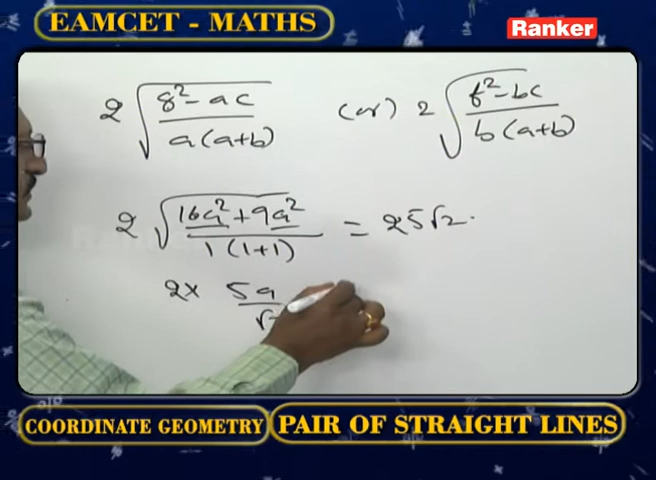 EAMCET - MATHS
Ranker
2 √((g² - ac)/(a(a+b))) (or) 2 √((f² - bc)/(b(a+b)))
2 √((16a² + 9a²)/(1(1+1))) = 25√2.
2 × 5a/√
COORDINATE GEOMETRY PAIR OF STRAIGHT LINES